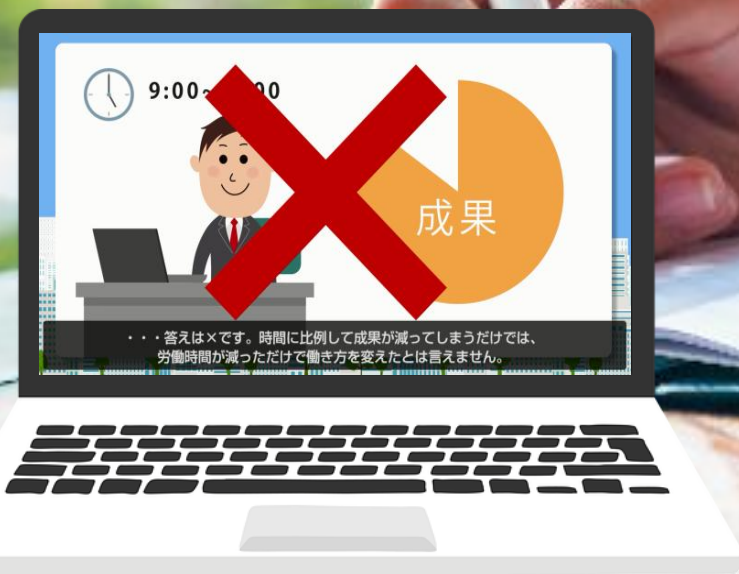 9:00~
00
成果
・・・答えは×です。時間に比例して成果が減ってしまうだけでは、
労働時間が減っただけで働き方を変えたとは言えません。